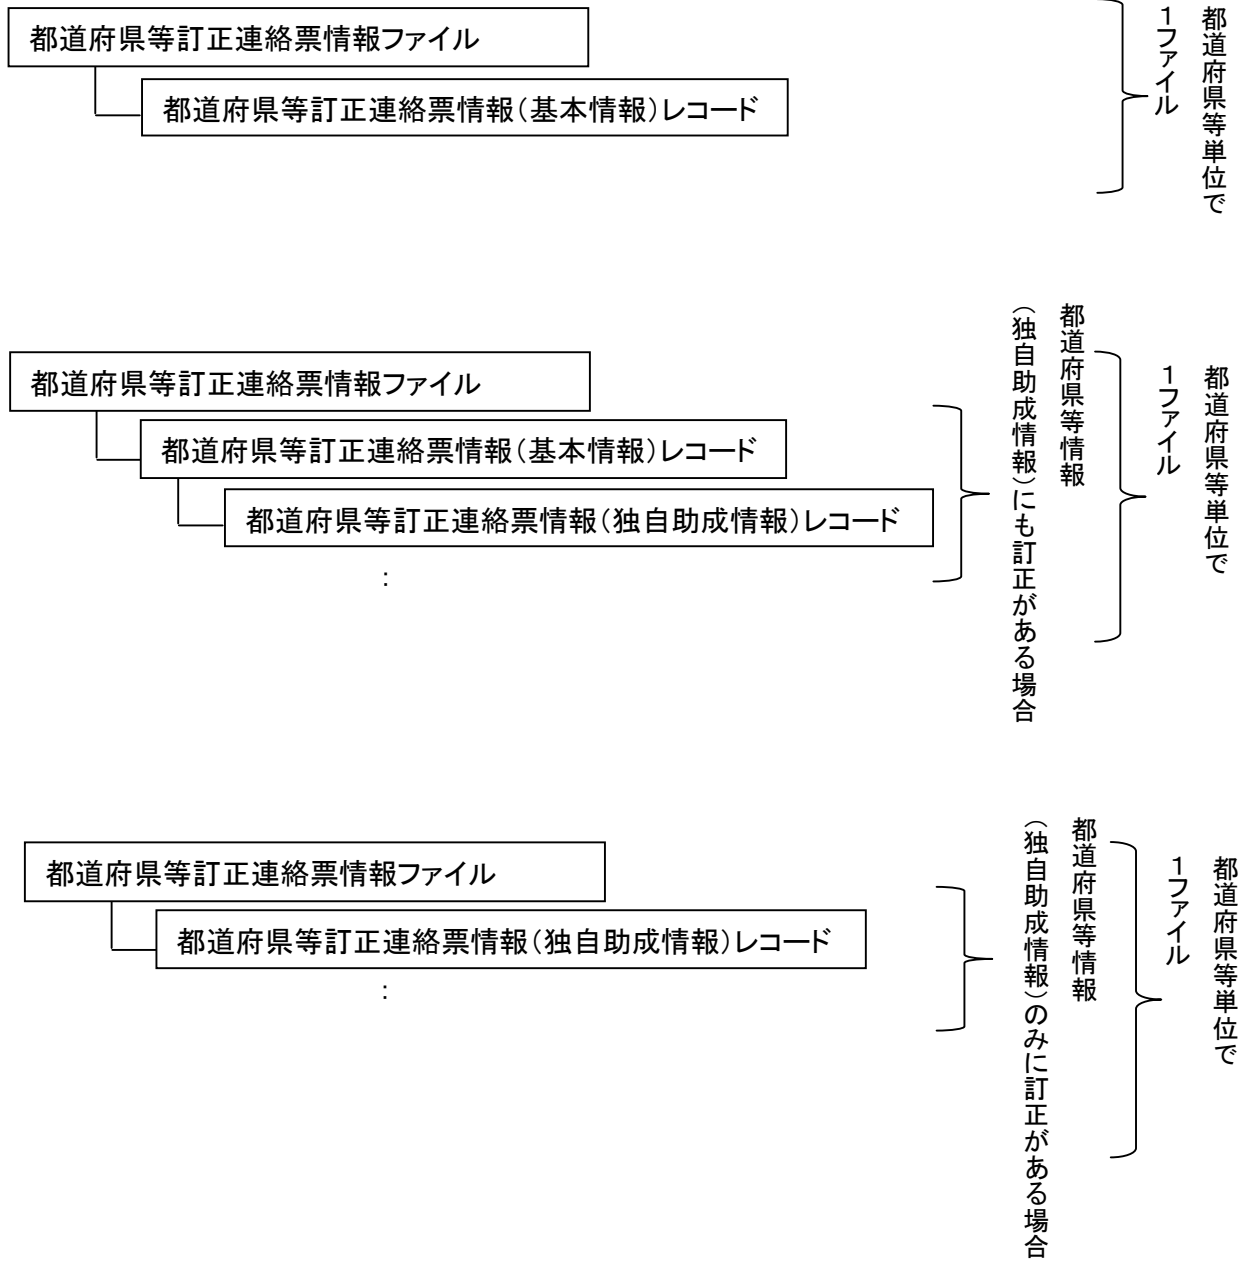 都道府県等訂正連絡票情報ファイル
都道府県等訂正連絡票情報（基本情報）レコード
都道府県等単位で
１ファイル
都道府県等訂正連絡票情報ファイル
都道府県等訂正連絡票情報（基本情報）レコード
都道府県等訂正連絡票情報（独自助成情報）レコード
：
都道府県等情報
（独自助成情報）にも訂正がある場合
都道府県等単位で
１ファイル
都道府県等訂正連絡票情報ファイル
都道府県等訂正連絡票情報（独自助成情報）レコード
：
都道府県等情報
（独自助成情報）のみに訂正がある場合
都道府県等単位で
１ファイル